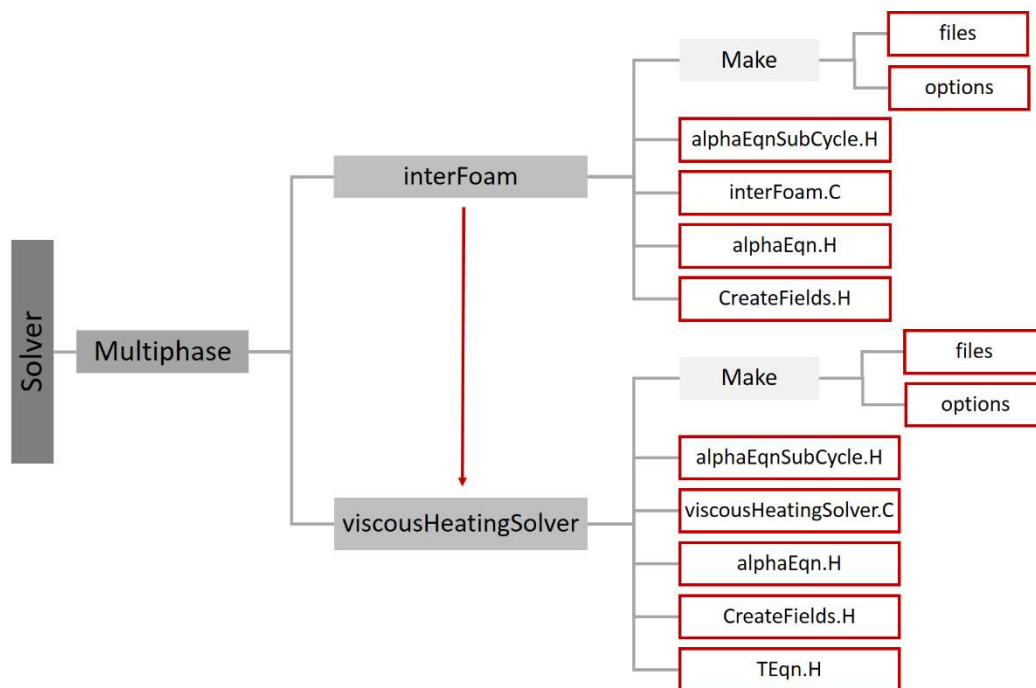 Solver
Multiphase
interFoam
Make
files
options
alphaEqnSubCycle.H
interFoam.C
alphaEqn.H
CreateFields.H
viscousHeatingSolver
Make
files
options
alphaEqnSubCycle.H
viscousHeatingSolver.C
alphaEqn.H
CreateFields.H
TEqn.H